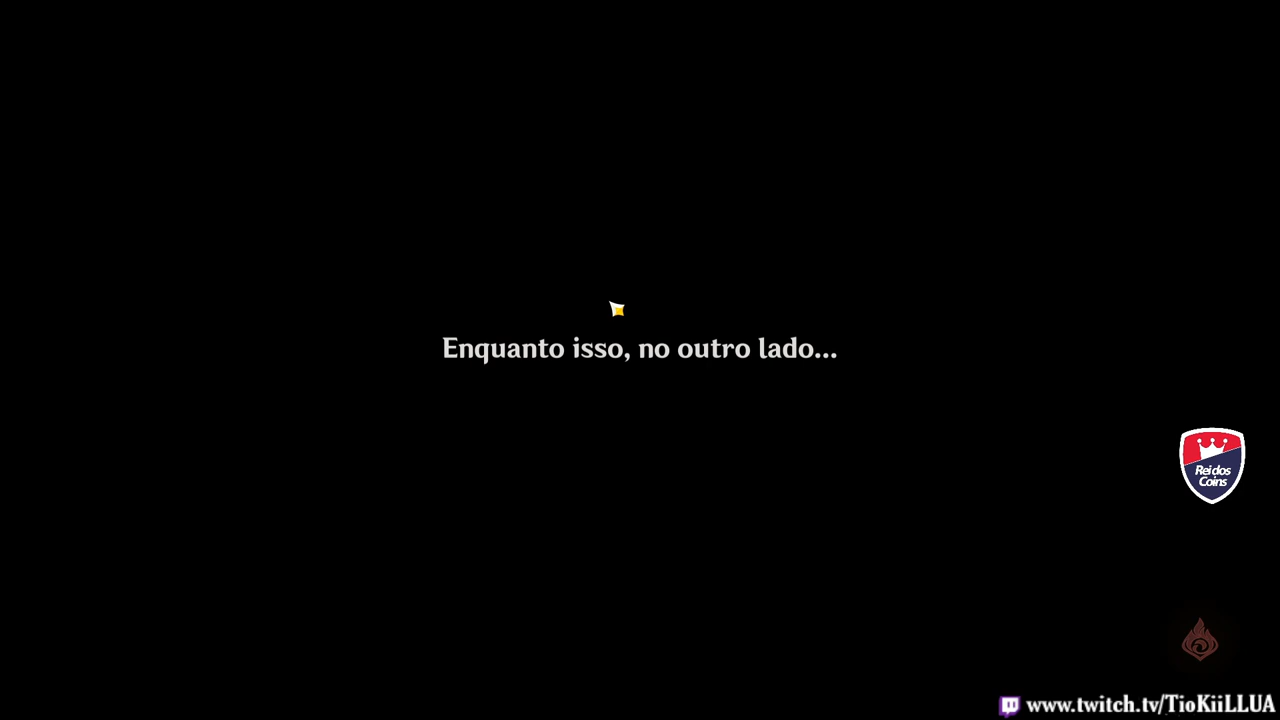 Enquanto isso, no outro lado...
Rei dos
Coins
www.twitch.tv/TioKiiLLUA